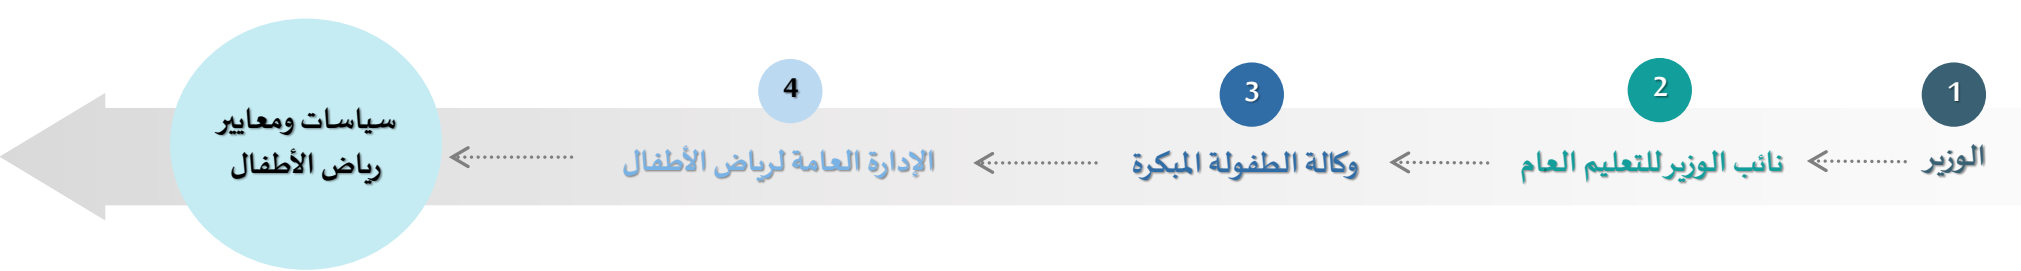 1
الوزير
2
نائب الوزير للتعليم العام
3
وكالة الطفولة المبكرة
4
الإدارة العامة لرياض الأطفال
سياسات ومعايير
رياض الأطفال